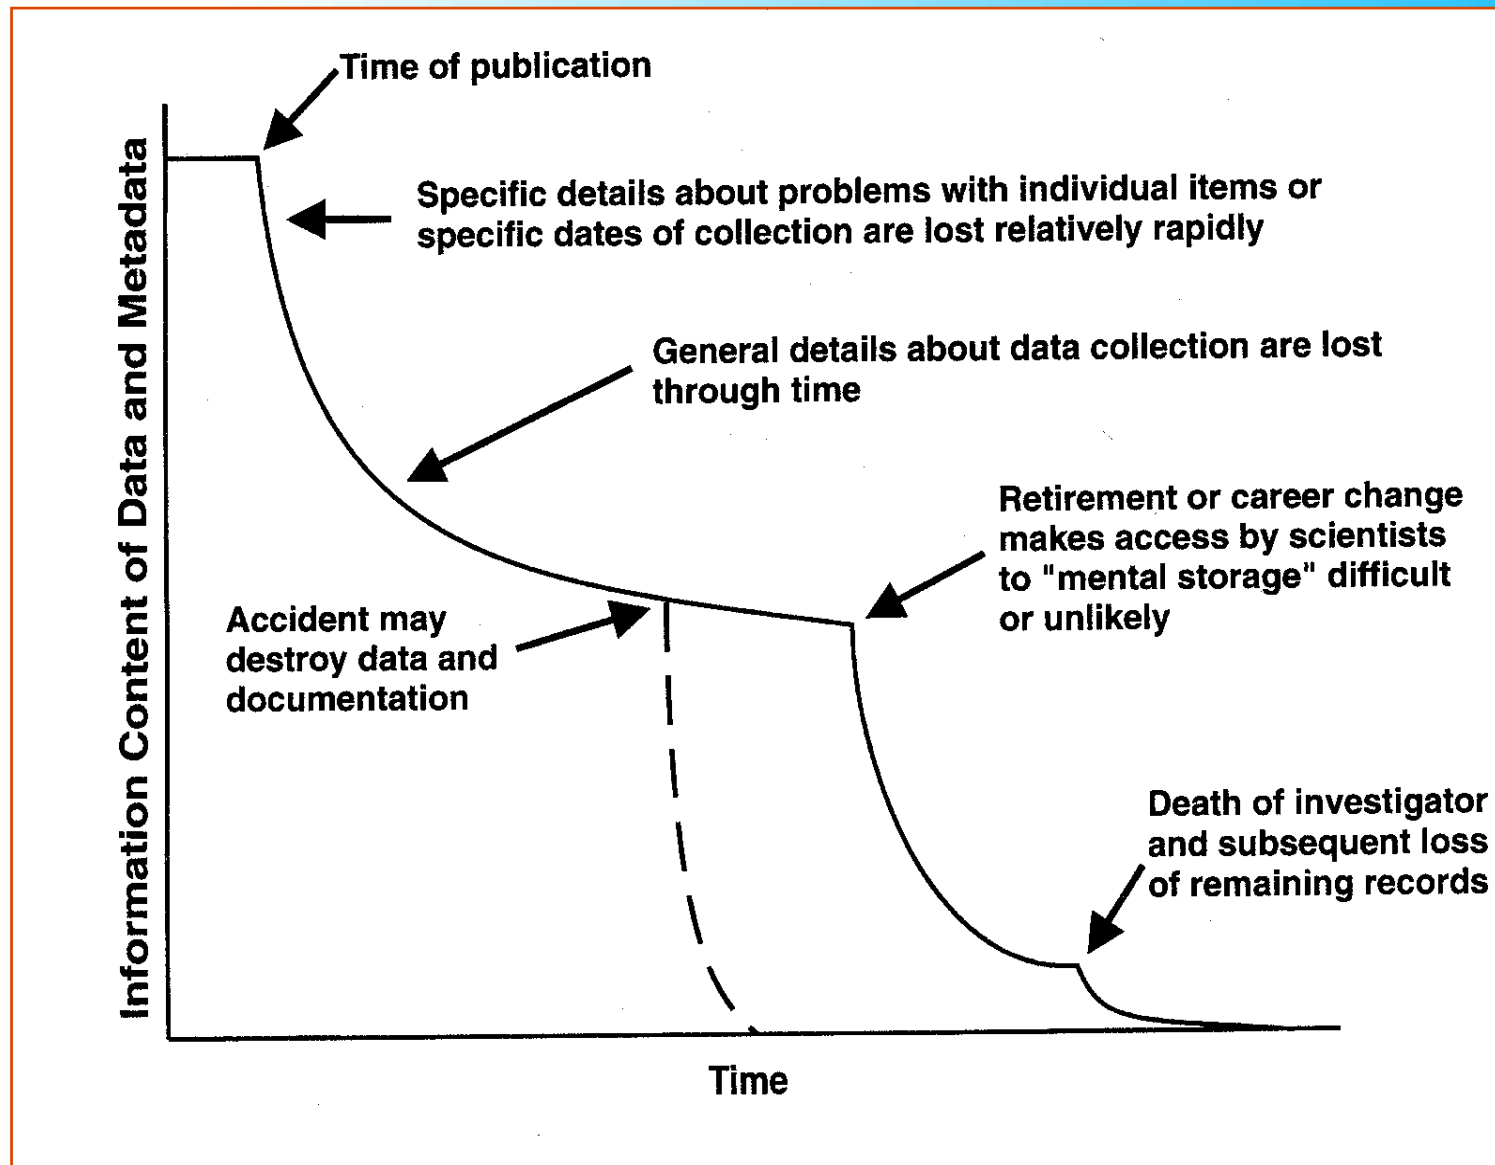 Time of publication
Specific details about problems with individual items or
specific dates of collection are lost relatively rapidly
General details about data collection are lost
through time
Retirement or career change
makes access by scientists
to "mental storage" difficult
or unlikely
Accident may
destroy data and
documentation
Death of investigator
and subsequent loss
of remaining records
Information Content of Data and Metadata
Time